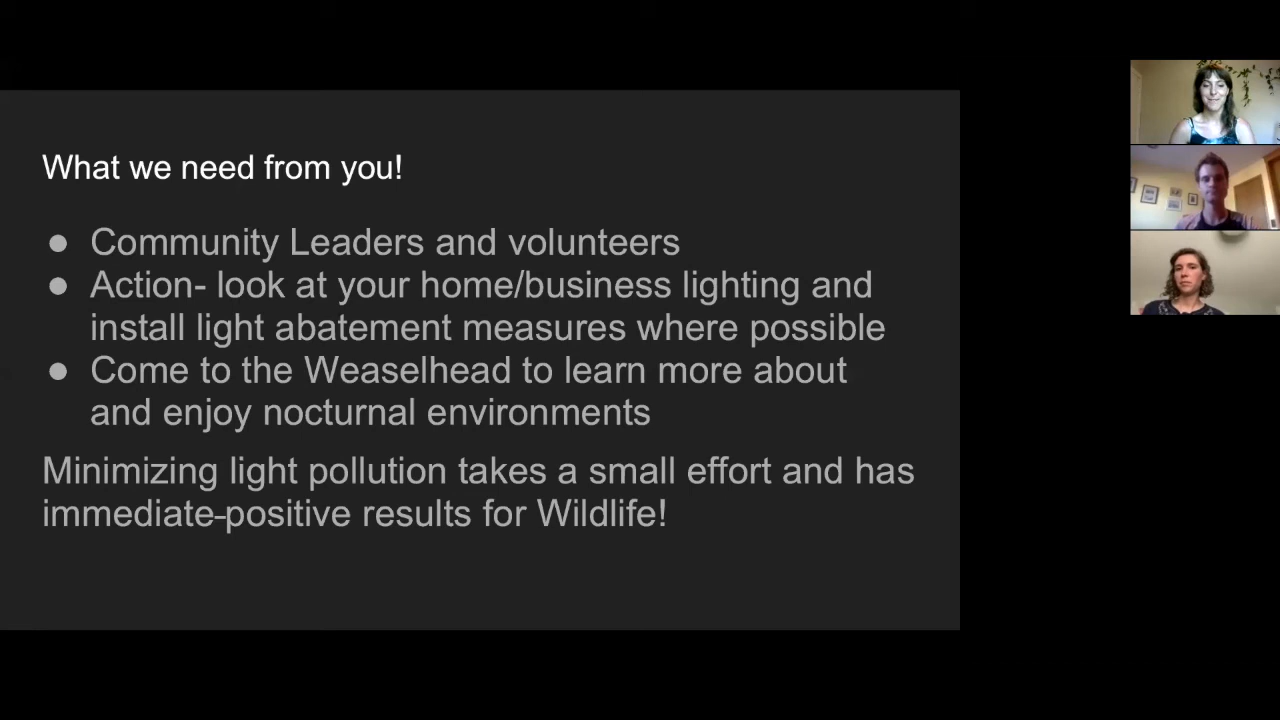 What we need from you!
● Community Leaders and volunteers
● Action- look at your home/business lighting and
install light abatement measures where possible
● Come to the Weaselhead to learn more about
and enjoy nocturnal environments
Minimizing light pollution takes a small effort and has
immediate-positive results for Wildlife!